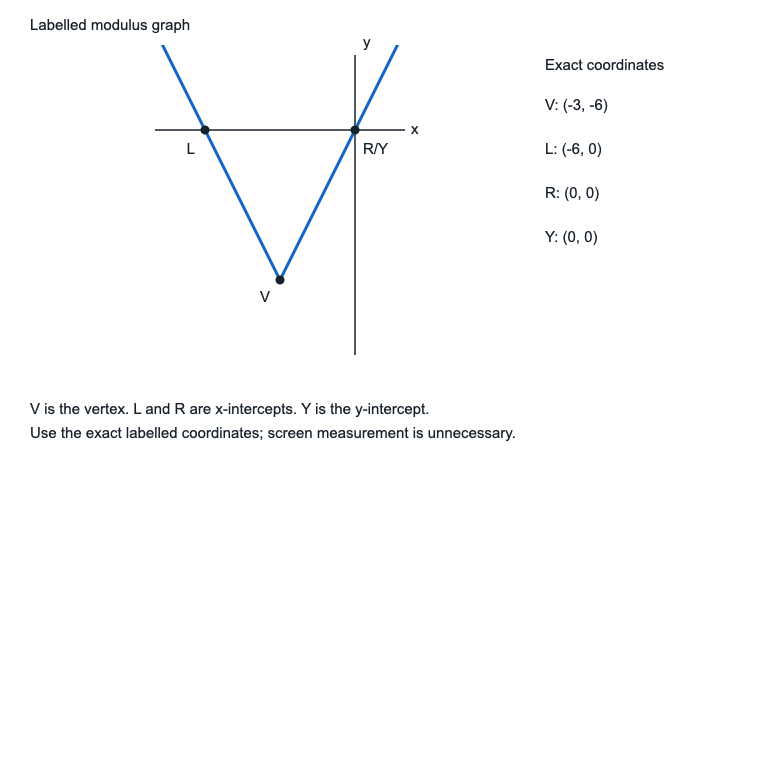 Labelled modulus graph
y
x
L
R/Y
V
Exact coordinates
V: (-3, -6)
L: (-6, 0)
R: (0, 0)
Y: (0, 0)
V is the vertex. L and R are x-intercepts. Y is the y-intercept.
Use the exact labelled coordinates; screen measurement is unnecessary.